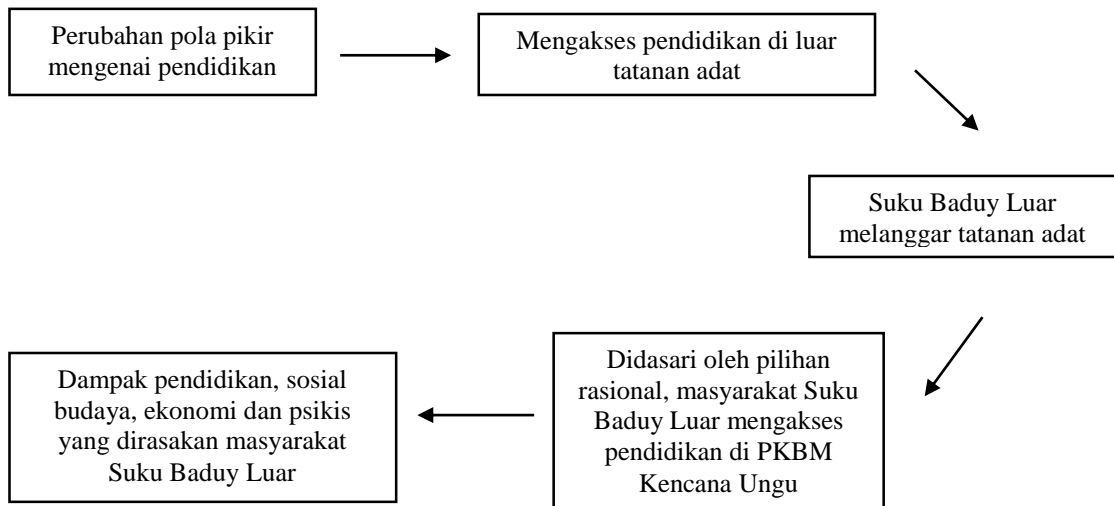 Perubahan pola pikir
mengenai pendidikan
Mengakses pendidikan di luar
tatanan adat
Suku Baduy Luar
melanggar tatanan adat
Didasari oleh pilihan
rasional, masyarakat Suku
Baduy Luar mengakses
pendidikan di PKBM
Kencana Ungu
Dampak pendidikan, sosial
budaya, ekonomi dan psikis
yang dirasakan masyarakat
Suku Baduy Luar